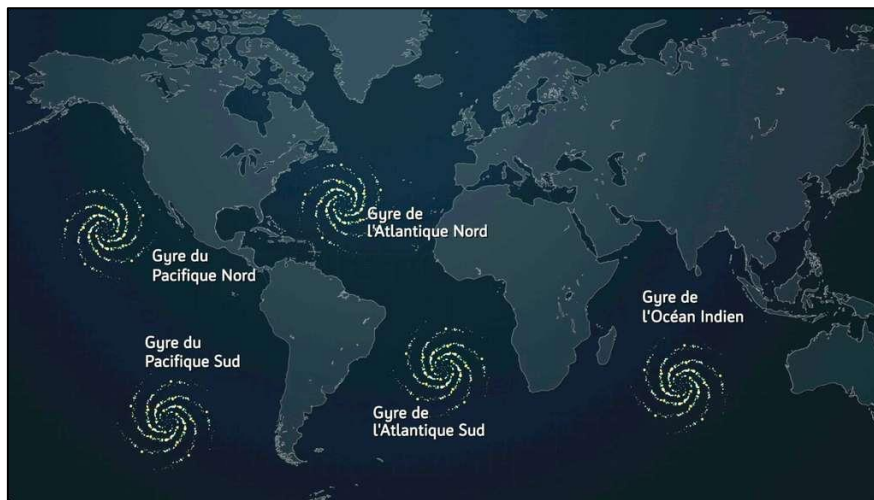 Gyre de
l'Atlantique Nord
Gyre du
Pacifique Nord
Gyre de
l'Océan Indien
Gyre du
Pacifique Sud
Gyre de
l'Atlantique Sud